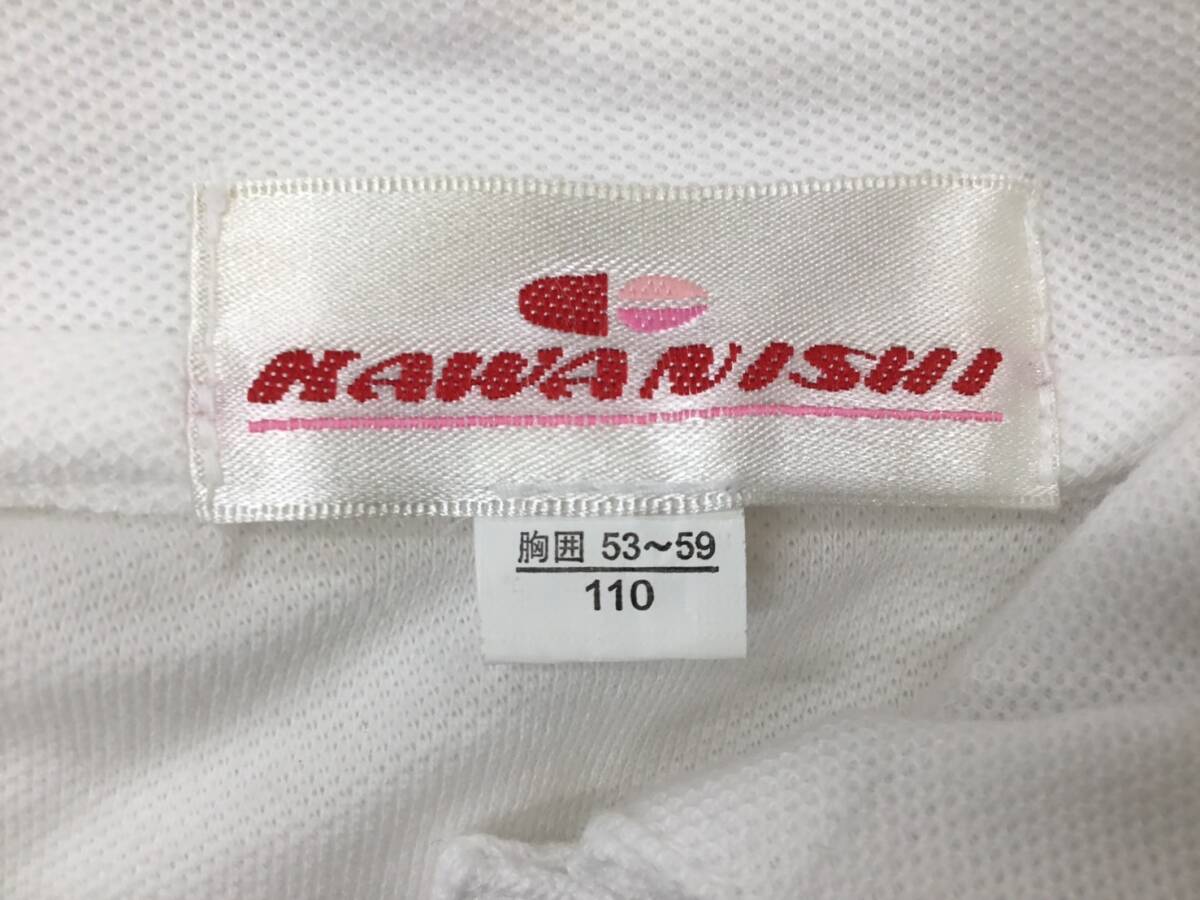 KAWANISHI
胸囲 53～59
110